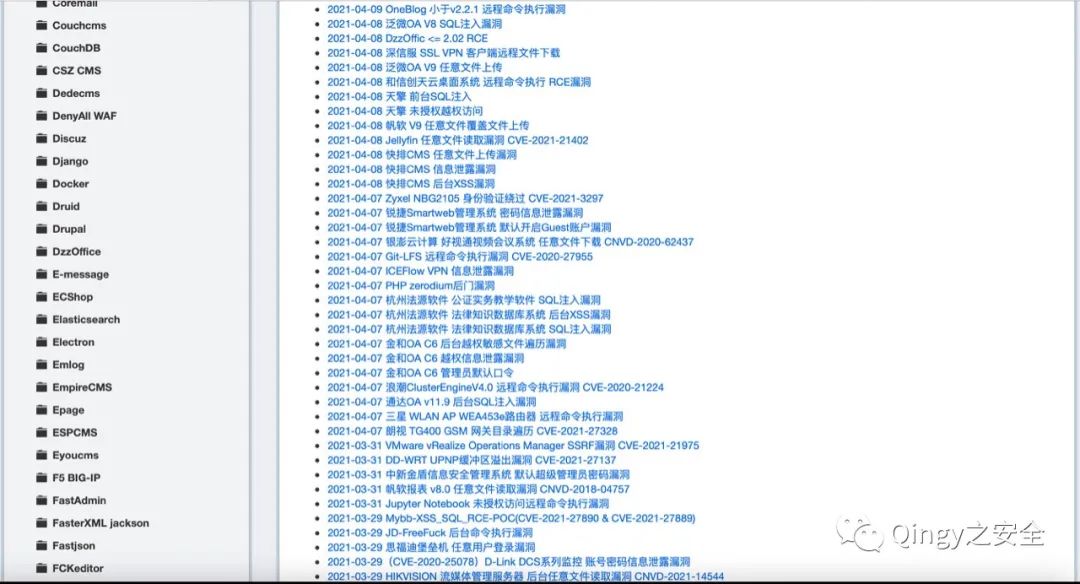 Coremail
Couchcms
CouchDB
CSZ CMS
Dedecms
DenyAll WAF
Discuz
Django
Docker
Druid
Drupal
DzzOffice
E-message
ECShop
Elasticsearch
Electron
Emlog
EmpireCMS
Epage
ESPCMS
Eyoucms
F5 BIG-IP
FastAdmin
FasterXML jackson
Fastjson
FCKeditor
2021-04-09 OneBlog 小于v2.2.1 远程命令执行漏洞
2021-04-08 泛微OA V8 SQL注入漏洞
2021-04-08 DzzOffic <= 2.02 RCE
2021-04-08 深信服 SSL VPN 客户端远程文件下载
2021-04-08 泛微OA V9 任意文件上传
2021-04-08 和信创天云桌面系统 远程命令执行 RCE漏洞
2021-04-08 天擎 前台SQL注入
2021-04-08 天擎 未授权越权访问
2021-04-08 帆软 V9 任意文件覆盖文件上传
2021-04-08 Jellyfin 任意文件读取漏洞 CVE-2021-21402
2021-04-08 快排CMS 任意文件上传漏洞
2021-04-08 快排CMS 信息泄露漏洞
2021-04-08 快排CMS 后台XSS漏洞
2021-04-07 Zyxel NBG2105 身份验证绕过 CVE-2021-3297
2021-04-07 锐捷Smartweb管理系统 密码信息泄露漏洞
2021-04-07 锐捷Smartweb管理系统 默认开启Guest账户漏洞
2021-04-07 银澎云计算 好视通视频会议系统 任意文件下载 CNVD-2020-62437
2021-04-07 Git-LFS 远程命令执行漏洞 CVE-2020-27955
2021-04-07 ICEFlow VPN 信息泄露漏洞
2021-04-07 PHP zerodium后门漏洞
2021-04-07 杭州法源软件 公证实务教学软件 SQL注入漏洞
2021-04-07 杭州法源软件 法律知识数据库系统 后台XSS漏洞
2021-04-07 杭州法源软件 法律知识数据库系统 SQL注入漏洞
2021-04-07 金和OA C6 后台越权敏感文件遍历漏洞
2021-04-07 金和OA C6 越权信息泄露漏洞
2021-04-07 金和OA C6 管理员默认口令
2021-04-07 浪潮ClusterEngineV4.0 远程命令执行漏洞 CVE-2020-21224
2021-04-07 通达OA v11.9 后台SQL注入漏洞
2021-04-07 三星 WLAN AP WEA453e路由器 远程命令执行漏洞
2021-04-07 朗视 TG400 GSM 网关目录遍历 CVE-2021-27328
2021-03-31 VMware vRealize Operations Manager SSRF漏洞 CVE-2021-21975
2021-03-31 DD-WRT UPNP缓冲区溢出漏洞 CVE-2021-27137
2021-03-31 中新金盾信息安全管理系统 默认超级管理员密码漏洞
2021-03-31 帆软报表 v8.0 任意文件读取漏洞 CNVD-2018-04757
2021-03-31 Jupyter Notebook 未授权访问远程命令执行漏洞
2021-03-29 Mybb-XSS_SQL_RCE-POC(CVE-2021-27890 & CVE-2021-27889)
2021-03-29 JD-FreeFuck 后台命令执行漏洞
2021-03-29 思福迪堡垒机 任意用户登录漏洞
2021-03-29（CVE-2020-25078）D-Link DCS系列监控 账号密码信息泄露漏洞
2021-03-29 HIKVISION 流媒体管理服务器 后台任意文件读取漏洞 CNVD-2021-14544
Qingy之安全